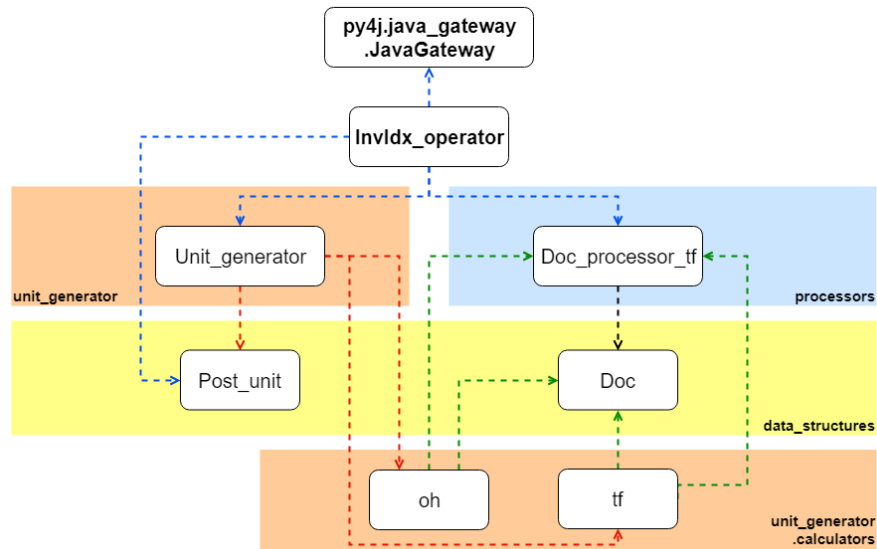 py4j.java_gateway
.JavaGateway
InvIdx_operator
Unit_generator
Doc_processor_tf
unit_generator
processors
Post_unit
Doc
data_structures
oh
tf
unit_generator
.calculators